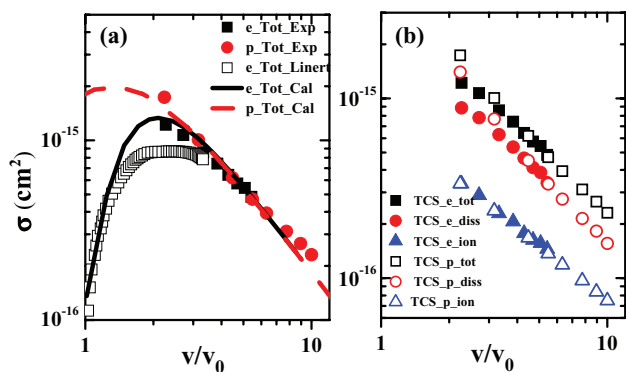 (a)
e_Tot_Exp
p_Tot_Exp
e_Tot_Linert
e_Tot_Cal
p_Tot_Cal
σ (cm²)
10⁻¹⁵
10⁻¹⁶
1
10
v/v₀
(b)
10⁻¹⁵
10⁻¹⁶
TCS_e_tot
TCS_e_diss
TCS_e_ion
TCS_p_tot
TCS_p_diss
TCS_p_ion
1
10
v/v₀